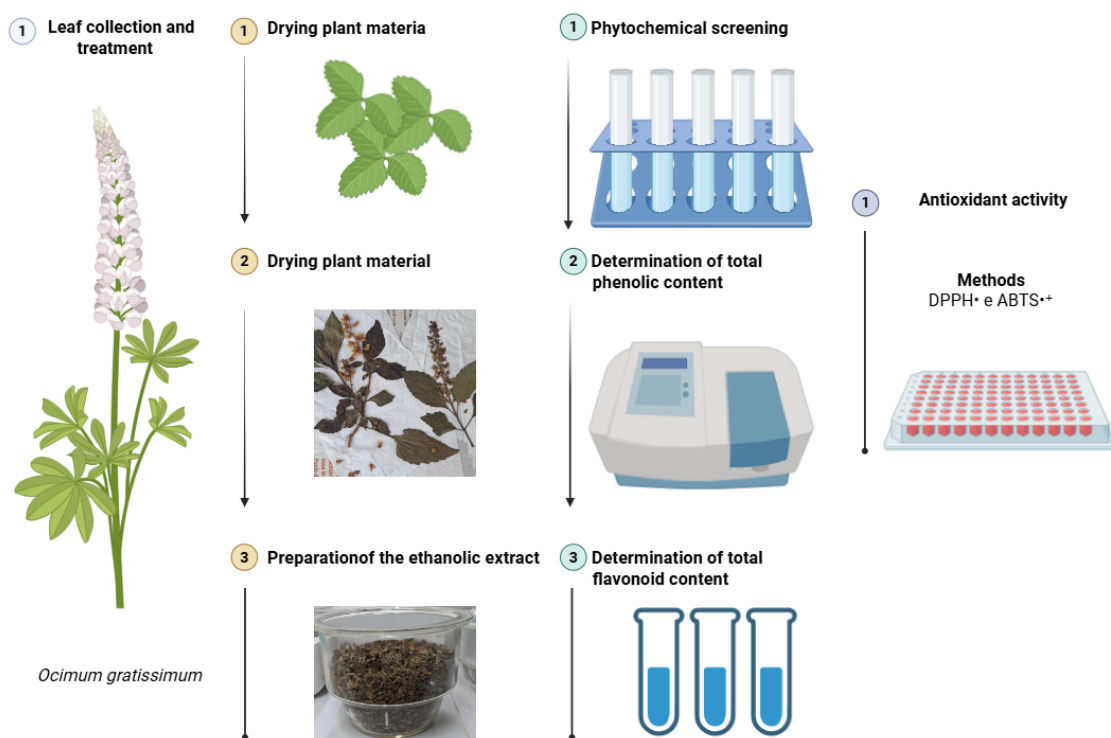 1
Leaf collection and
treatment
Ocimum gratissimum
1
Drying plant materia
2
Drying plant material
3
Preparationof the ethanolic extract
1
Phytochemical screening
2
Determination of total
phenolic content
3
Determination of total
flavonoid content
1
Antioxidant activity
Methods
DPPH• e ABTS•⁺